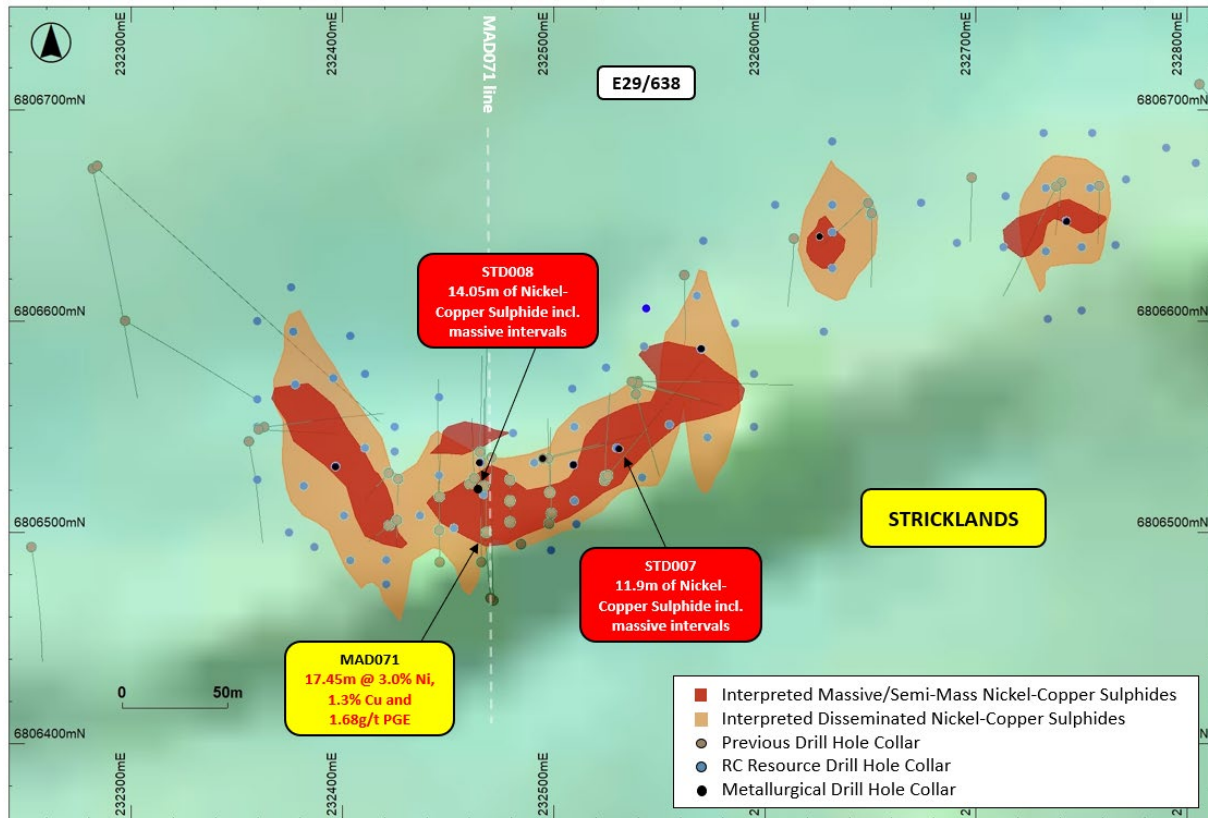 232300mE
232400mE
MAD071 line
232500mE
232600mE
232700mE
232800mE
E29/638
6806700mN
6806700mN
STD008
14.05m of Nickel-
Copper Sulphide incl.
massive intervals
6806600mN
6806600mN
6806500mN
6806500mN
STRICKLANDS
STD007
11.9m of Nickel-
Copper Sulphide incl.
massive intervals
MAD071
17.45m @ 3.0% Ni,
1.3% Cu and
1.68g/t PGE
0 50m
Interpreted Massive/Semi-Mass Nickel-Copper Sulphides
Interpreted Disseminated Nickel-Copper Sulphides
Previous Drill Hole Collar
RC Resource Drill Hole Collar
Metallurgical Drill Hole Collar
6806400mN
232300mE
232400mE
232500mE